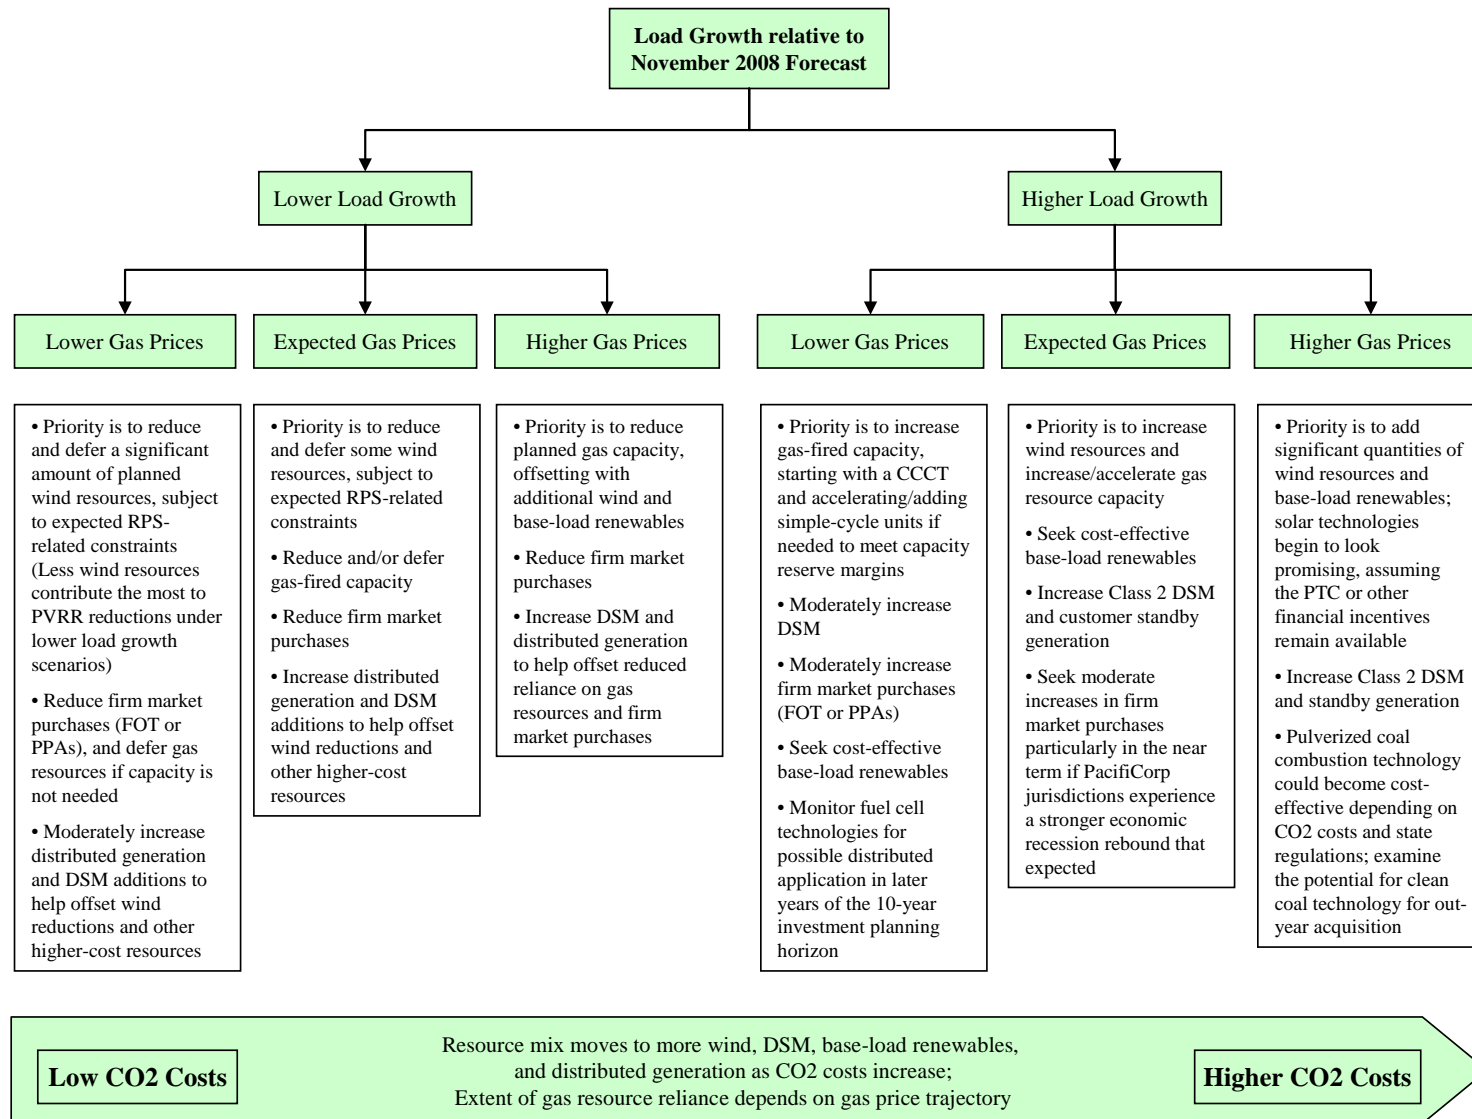 Load Growth relative to
November 2008 Forecast
Lower Load Growth
Higher Load Growth
Lower Gas Prices
Expected Gas Prices
Higher Gas Prices
Lower Gas Prices
Expected Gas Prices
Higher Gas Prices
• Priority is to reduce
and defer a significant
amount of planned
wind resources, subject
to expected RPS-
related constraints
(Less wind resources
contribute the most to
PVRR reductions under
lower load growth
scenarios)
• Reduce firm market
purchases (FOT or
PPAs), and defer gas
resources if capacity is
not needed
• Moderately increase
distributed generation
and DSM additions to
help offset wind
reductions and other
higher-cost resources
• Priority is to reduce
and defer some wind
resources, subject to
expected RPS-related
constraints
• Reduce and/or defer
gas-fired capacity
• Reduce firm market
purchases
• Increase distributed
generation and DSM
additions to help offset
wind reductions and
other higher-cost
resources
• Priority is to reduce
planned gas capacity,
offsetting with
additional wind and
base-load renewables
• Reduce firm market
purchases
• Increase DSM and
distributed generation
to help offset reduced
reliance on gas
resources and firm
market purchases
• Priority is to increase
gas-fired capacity,
starting with a CCCT
and accelerating/adding
simple-cycle units if
needed to meet capacity
reserve margins
• Moderately increase
DSM
• Moderately increase
firm market purchases
(FOT or PPAs)
• Seek cost-effective
base-load renewables
• Monitor fuel cell
technologies for
possible distributed
application in later
years of the 10-year
investment planning
horizon
• Priority is to increase
wind resources and
increase/accelerate gas
resource capacity
• Seek cost-effective
base-load renewables
• Increase Class 2 DSM
and customer standby
generation
• Seek moderate
increases in firm
market purchases
particularly in the near
term if PacifiCorp
jurisdictions experience
a stronger economic
recession rebound that
expected
• Priority is to add
significant quantities of
wind resources and
base-load renewables;
solar technologies
begin to look
promising, assuming
the PTC or other
financial incentives
remain available
• Increase Class 2 DSM
and standby generation
• Pulverized coal
combustion technology
could become cost-
effective depending on
CO2 costs and state
regulations; examine
the potential for clean
coal technology for out-
year acquisition
Low CO2 Costs
Resource mix moves to more wind, DSM, base-load renewables,
and distributed generation as CO2 costs increase;
Extent of gas resource reliance depends on gas price trajectory
Higher CO2 Costs